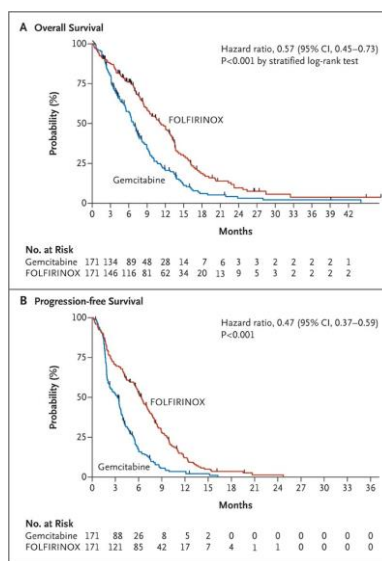 A Overall Survival
Hazard ratio, 0.57 (95% CI, 0.45–0.73)
P<0.001 by stratified log-rank test
Probability (%)
100
75
50
25
0
FOLFIRINOX
Gemcitabine
0 3 6 9 12 15 18 21 24 27 30 33 36 39 42
Months
No. at Risk
Gemcitabine 171 134 89 48 28 14 7 6 3 3 2 2 2 2 1
FOLFIRINOX 171 146 116 81 62 34 20 13 9 5 3 2 2 2 2
B Progression-free Survival
Hazard ratio, 0.47 (95% CI, 0.37–0.59)
P<0.001
Probability (%)
100
75
50
25
0
FOLFIRINOX
Gemcitabine
0 3 6 9 12 15 18 21 24 27 30 33 36
Months
No. at Risk
Gemcitabine 171 88 26 8 5 2 0 0 0 0 0 0 0
FOLFIRINOX 171 121 85 42 17 7 4 1 1 0 0 0 0